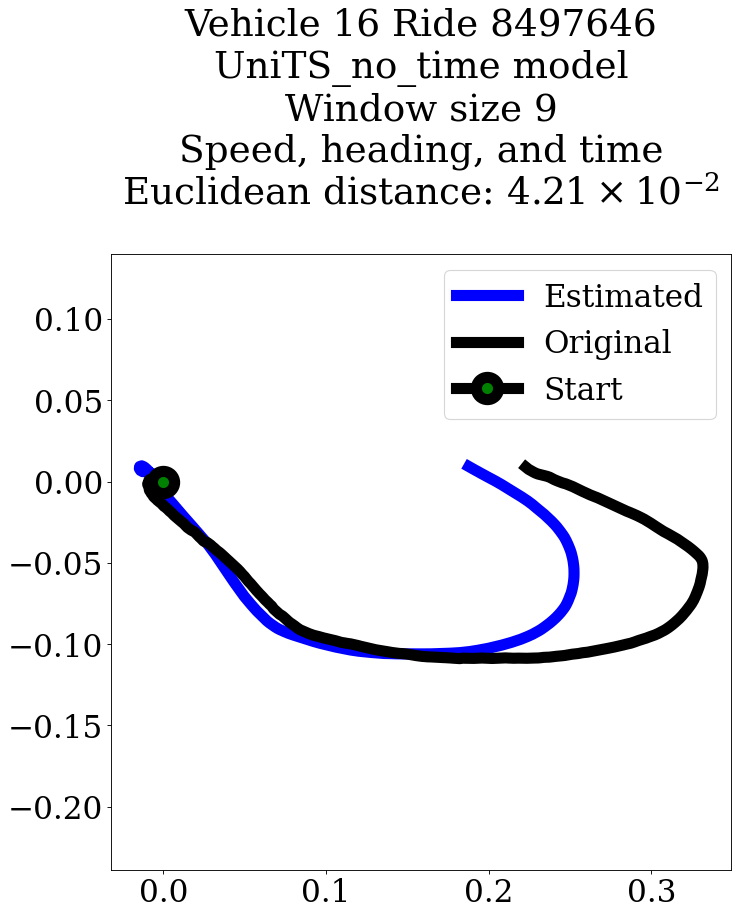 Vehicle 16 Ride 8497646
UniTS_no_time model
Window size 9
Speed, heading, and time
Euclidean distance: 4.21 × 10⁻²
Estimated
Original
Start
0.10
0.05
0.00
−0.05
−0.10
−0.15
−0.20
0.0 0.1 0.2 0.3